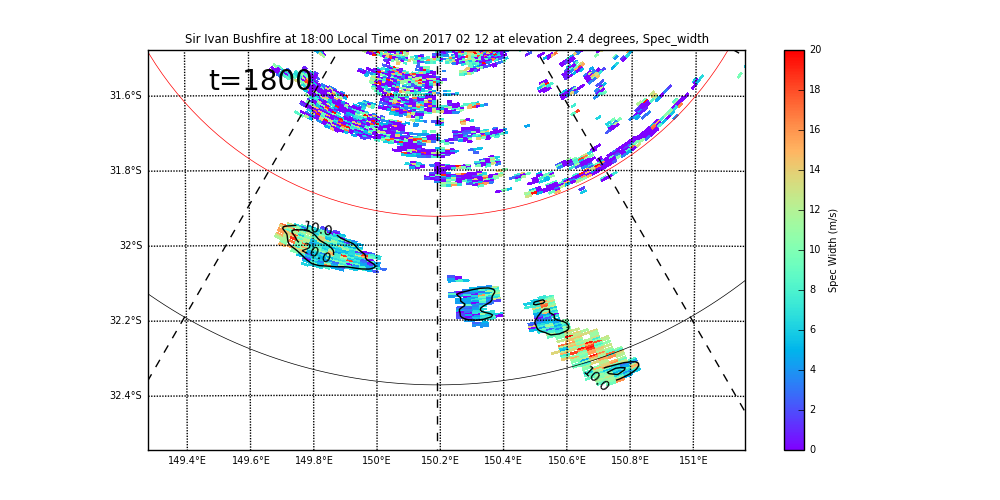 Sir Ivan Bushfire at 18:00 Local Time on 2017 02 12 at elevation 2.4 degrees, Spec_width
t=1800
31.6°S
31.8°S
32°S
32.2°S
32.4°S
149.4°E 149.6°E 149.8°E 150°E 150.2°E 150.4°E 150.6°E 150.8°E 151°E
10.0
20.0
10.0
20
18
16
14
12
10
8
6
4
2
0
Spec Width (m/s)